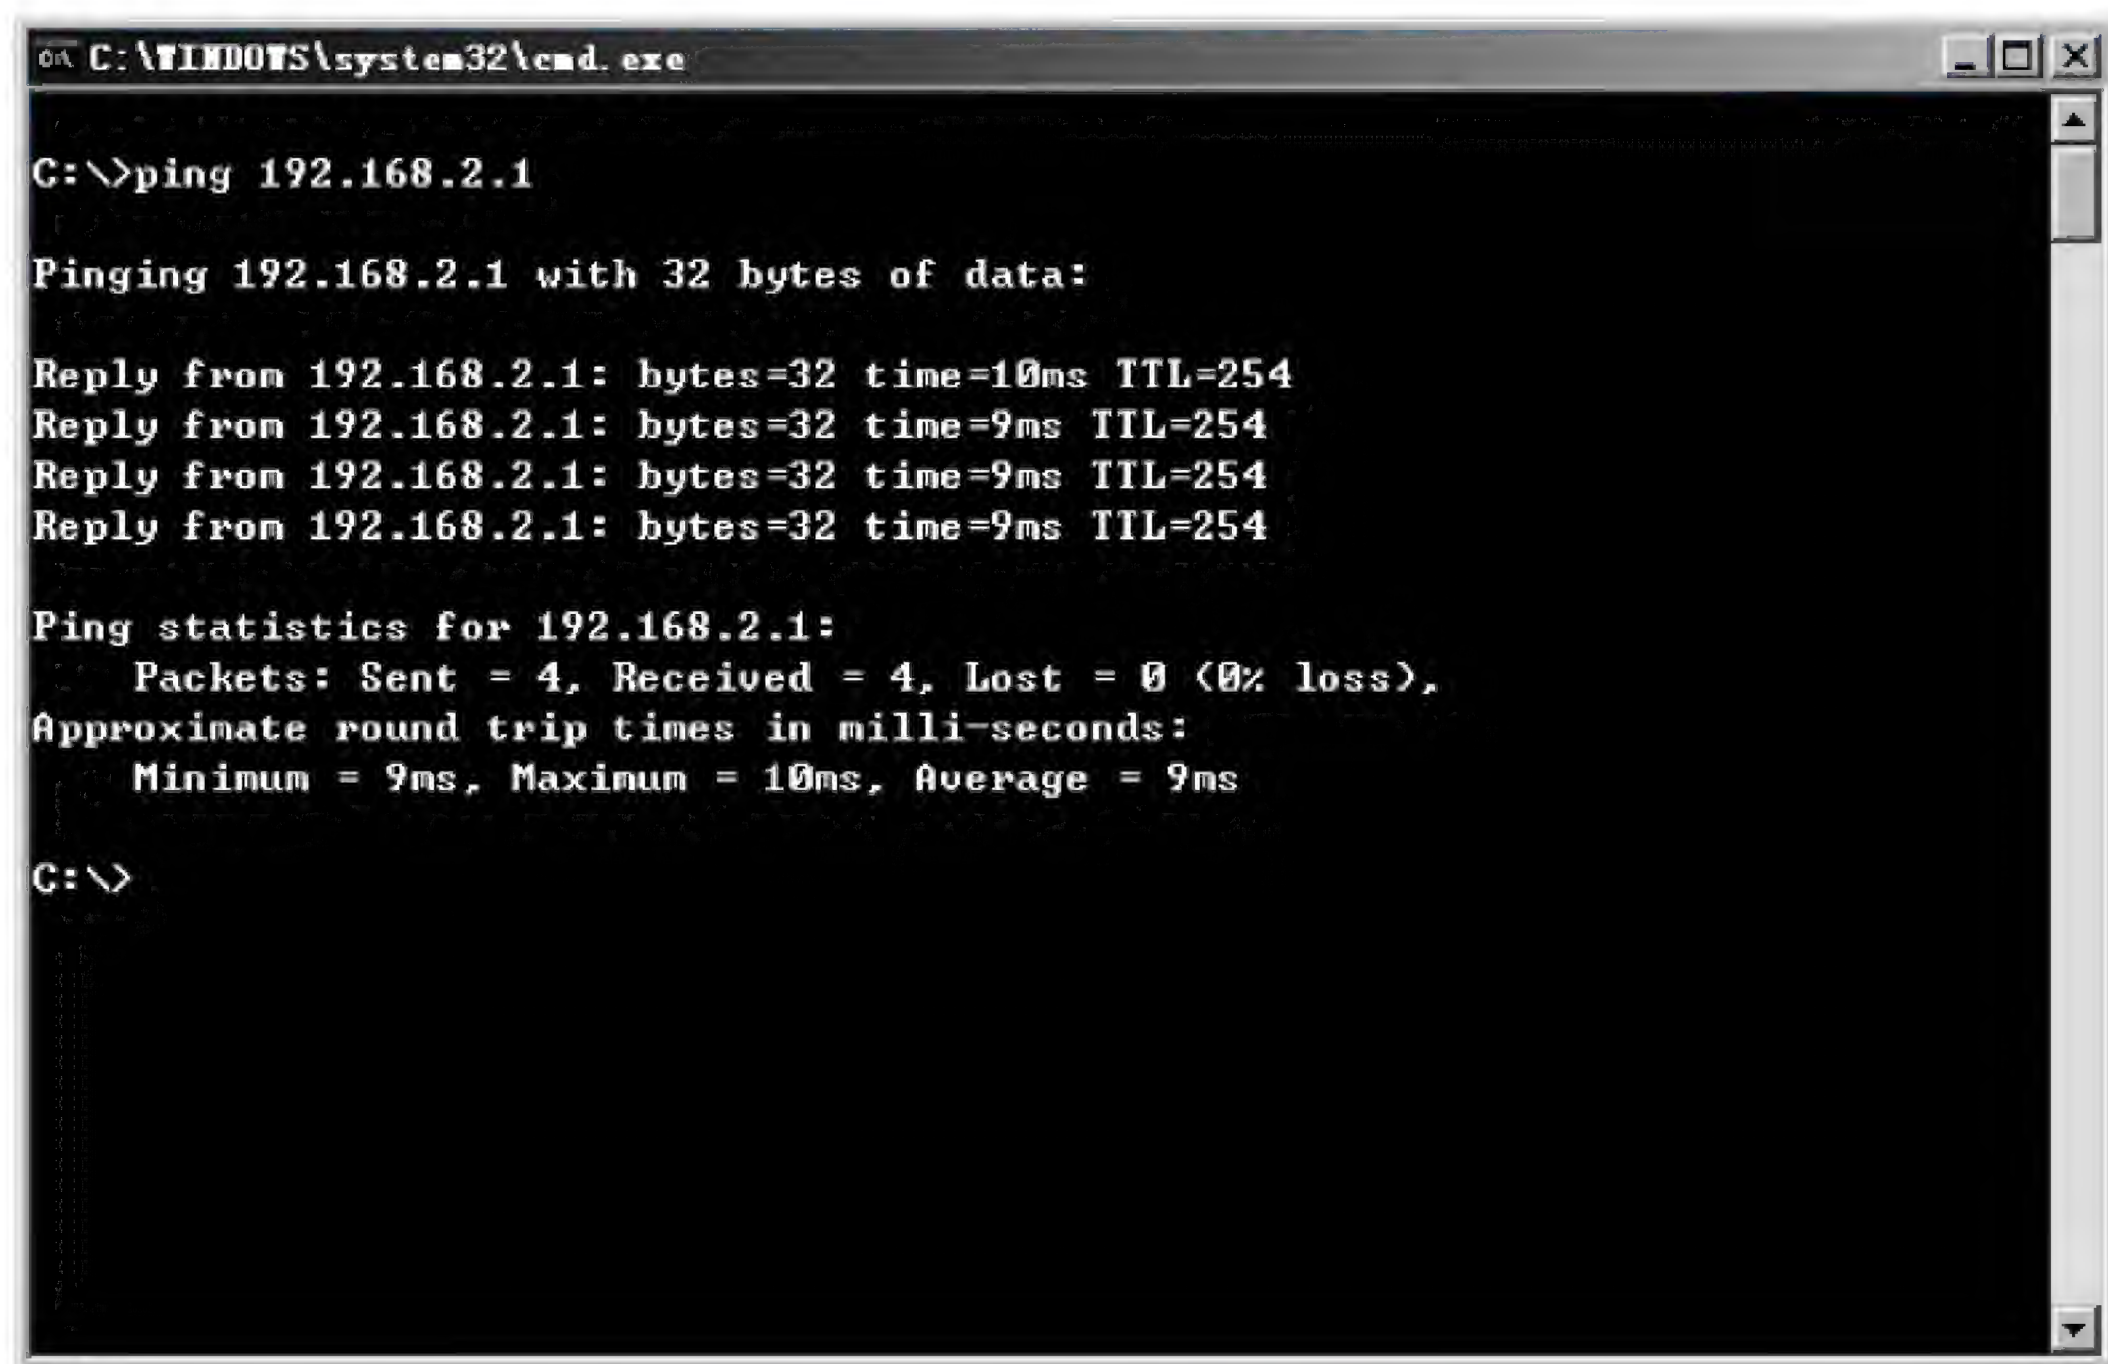 C:\WINDOWS\system32\cmd.exe
C:\>ping 192.168.2.1
Pinging 192.168.2.1 with 32 bytes of data:
Reply from 192.168.2.1: bytes=32 time=10ms TTL=254
Reply from 192.168.2.1: bytes=32 time=9ms TTL=254
Reply from 192.168.2.1: bytes=32 time=9ms TTL=254
Reply from 192.168.2.1: bytes=32 time=9ms TTL=254
Ping statistics for 192.168.2.1:
    Packets: Sent = 4, Received = 4, Lost = 0 (0% loss),
Approximate round trip times in milli-seconds:
    Minimum = 9ms, Maximum = 10ms, Average = 9ms
C:\>